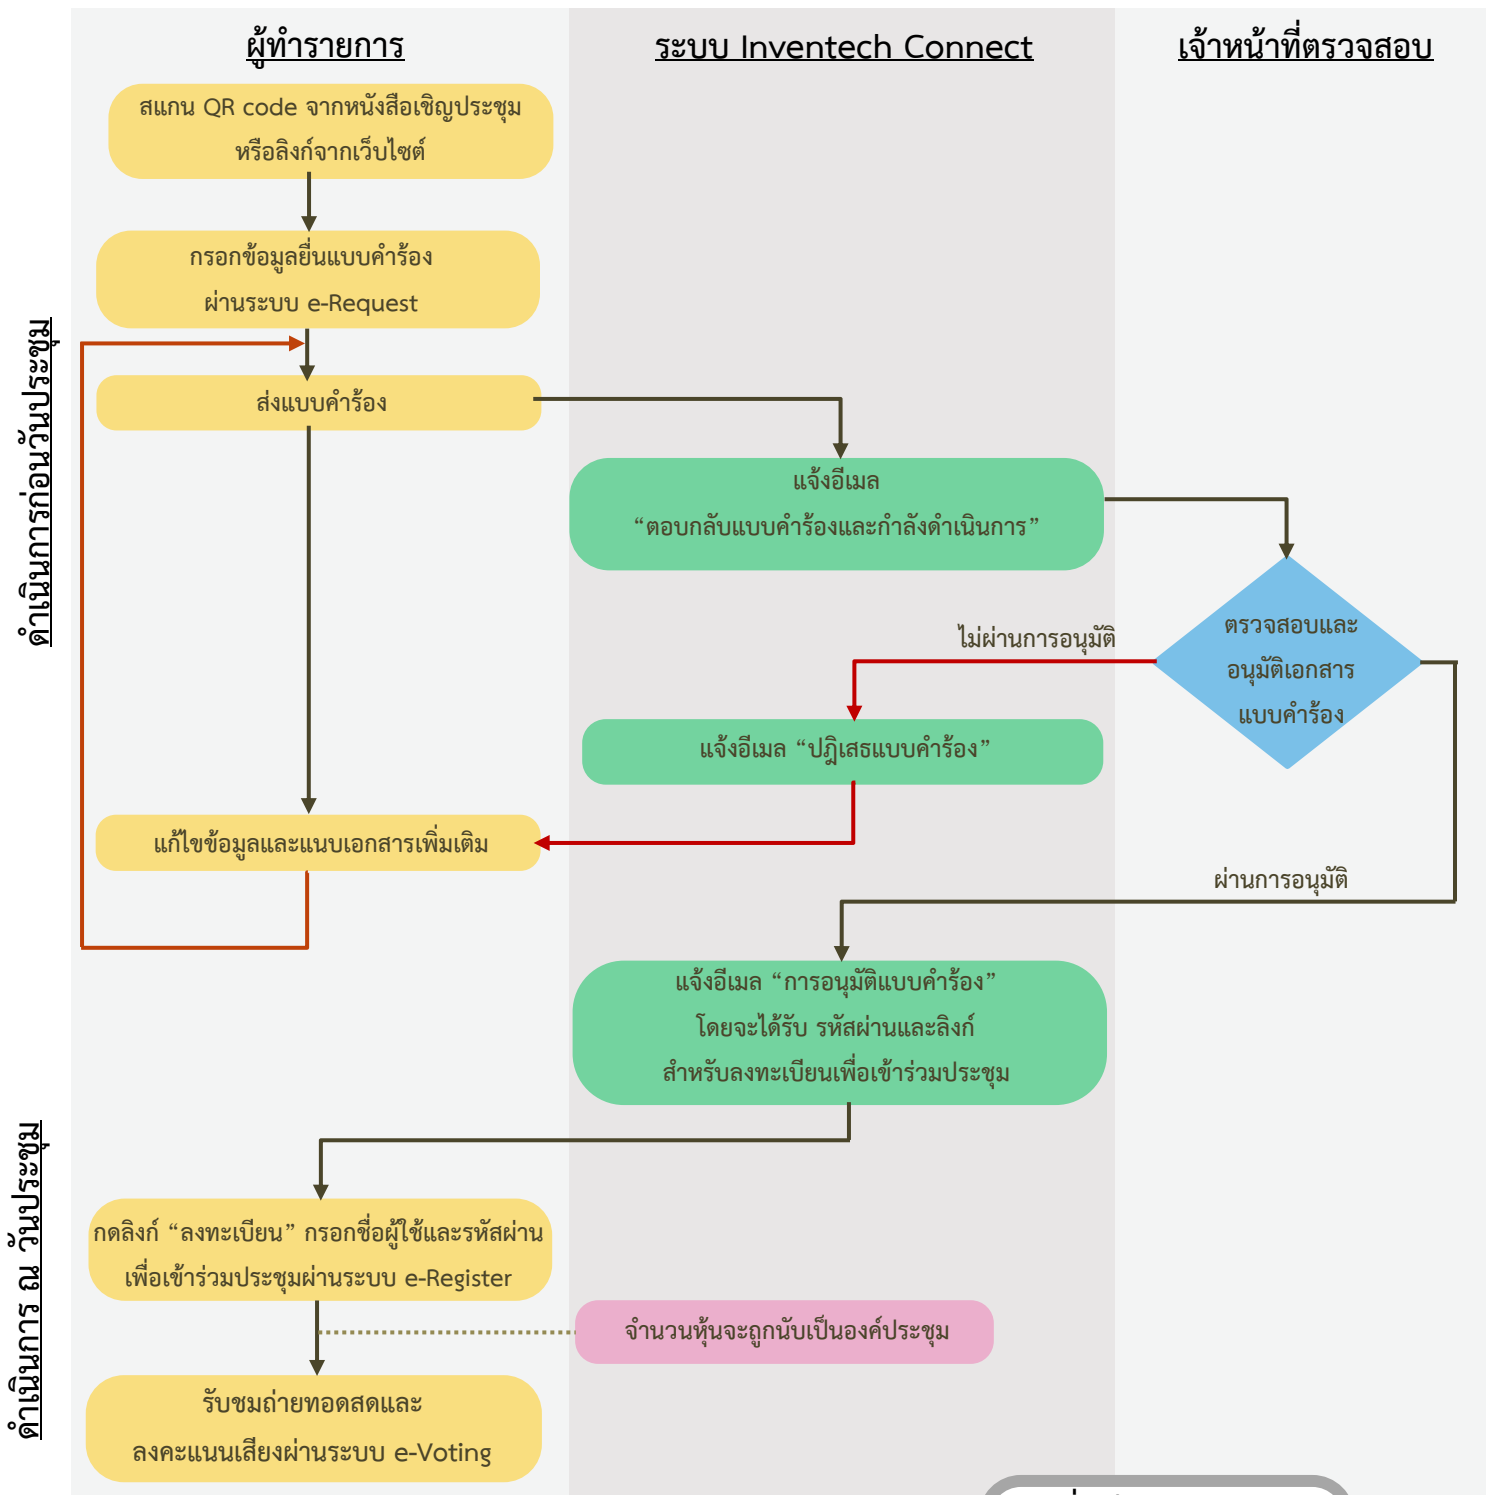 ผู้ทำรายการ
ระบบ Inventech Connect
เจ้าหน้าที่ตรวจสอบ
ดำเนินการก่อนวันประชุม
สแกน QR code จากหนังสือเชิญประชุม
หรือลิงก์จากเว็บไซต์
กรอกข้อมูลยื่นแบบคำร้อง
ผ่านระบบ e-Request
ส่งแบบคำร้อง
แจ้งอีเมล
“ตอบกลับแบบคำร้องและกำลังดำเนินการ”
ตรวจสอบและ
อนุมัติเอกสาร
แบบคำร้อง
ไม่ผ่านการอนุมัติ
แจ้งอีเมล “ปฎิเสธแบบคำร้อง”
แก้ไขข้อมูลและแนบเอกสารเพิ่มเติม
ผ่านการอนุมัติ
แจ้งอีเมล “การอนุมัติแบบคำร้อง”
โดยจะได้รับ รหัสผ่านและลิงก์
สำหรับลงทะเบียนเพื่อเข้าร่วมประชุม
ดำเนินการ ณ วันประชุม
กดลิงก์ “ลงทะเบียน” กรอกชื่อผู้ใช้และรหัสผ่าน
เพื่อเข้าร่วมประชุมผ่านระบบ e-Register
จำนวนหุ้นจะถูกนับเป็นองค์ประชุม
รับชมถ่ายทอดสดและ
ลงคะแนนเสียงผ่านระบบ e-Voting